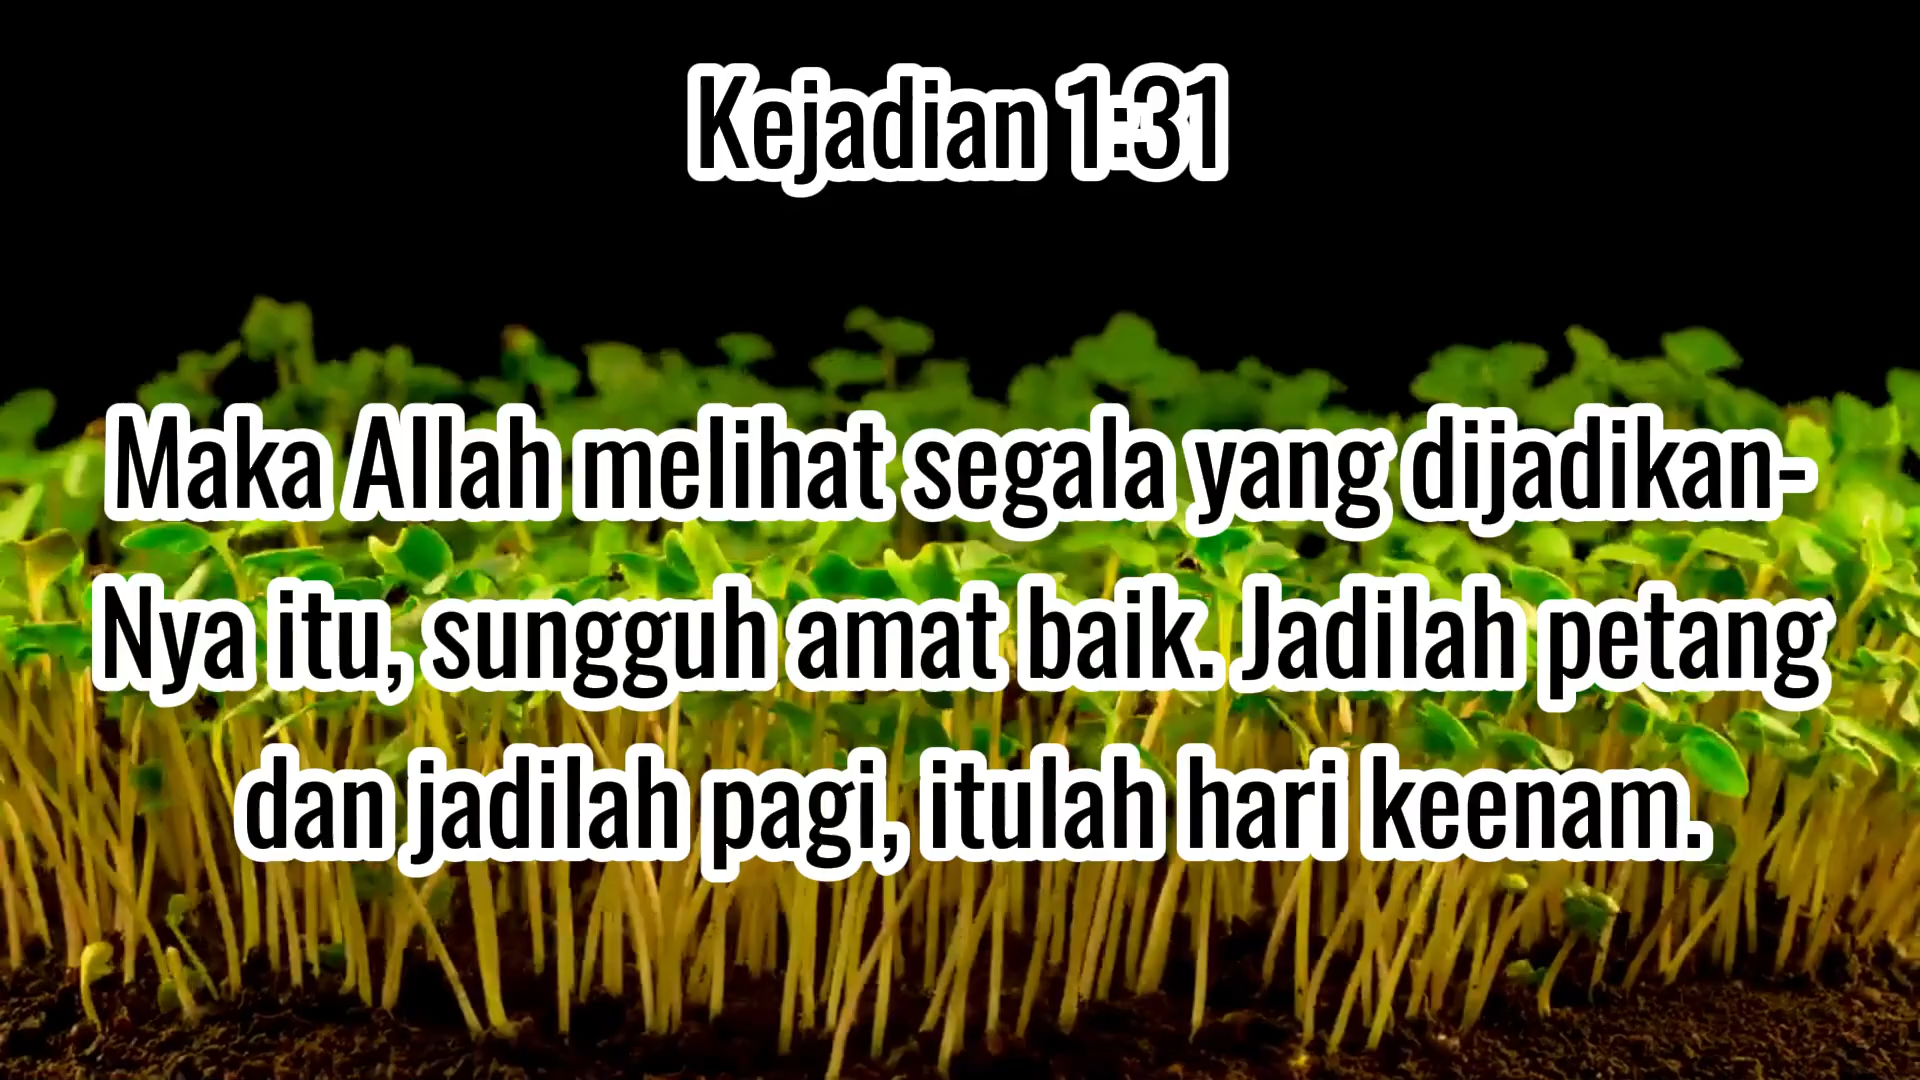 Kejadian 1:31
Maka Allah melihat segala yang dijadikan-
Nya itu, sungguh amat baik. Jadilah petang
dan jadilah pagi, itulah hari keenam.